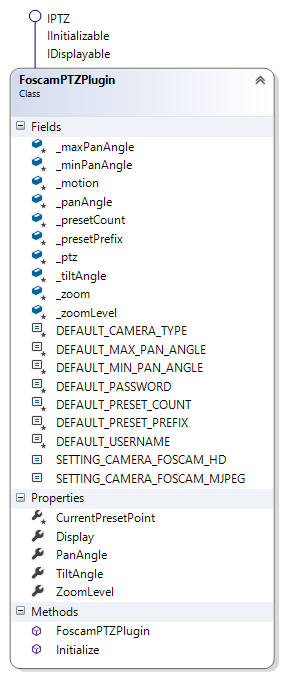 IPTZ
IInitializable
IDisplayable
FoscamPTZPlugin
Class
Fields
_maxPanAngle
_minPanAngle
_motion
_panAngle
_presetCount
_presetPrefix
_ptz
_tiltAngle
_zoom
_zoomLevel
DEFAULT_CAMERA_TYPE
DEFAULT_MAX_PAN_ANGLE
DEFAULT_MIN_PAN_ANGLE
DEFAULT_PASSWORD
DEFAULT_PRESET_COUNT
DEFAULT_PRESET_PREFIX
DEFAULT_USERNAME
SETTING_CAMERA_FOSCAM_HD
SETTING_CAMERA_FOSCAM_MJPEG
Properties
CurrentPresetPoint
Display
PanAngle
TiltAngle
ZoomLevel
Methods
FoscamPTZPlugin
Initialize